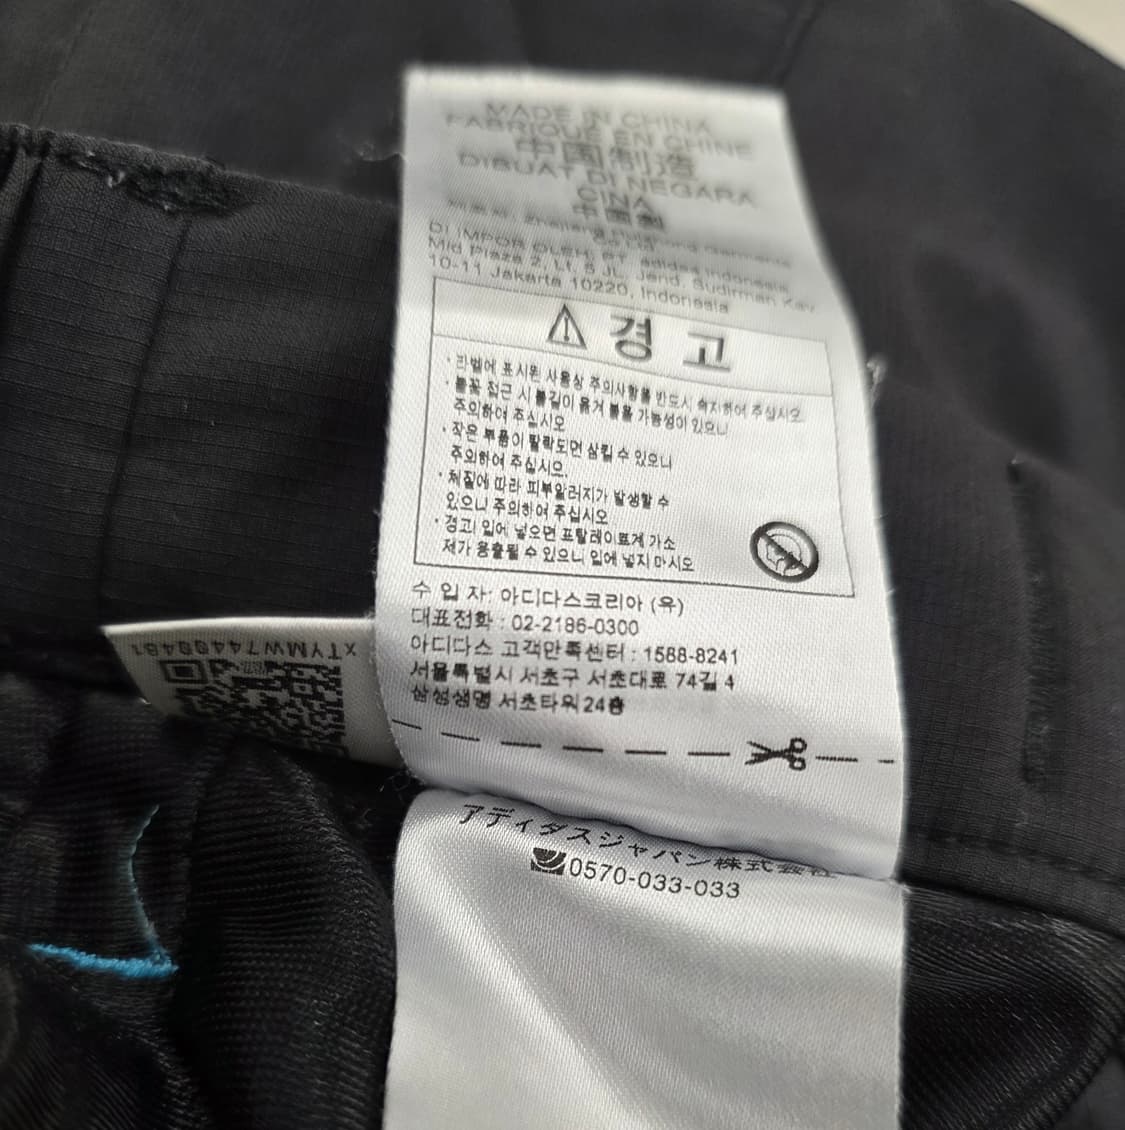 MADE IN CHINA
FABRIQUÉ EN CHINE
中国制造
DIBUAT DI NEGARA
CINA
中国製
DI IMPOR OLEH: PT. adidas Indonesia
Mid Plaza 2, Lt. 5 JL. Jend. Sudirman Kav
10-11 Jakarta 10220, Indonesia
경 고
· 라벨에 표시된 사용상 주의사항을 반드시 숙지하여 주십시오.
· 불꽃 접근 시 불길이 옮겨 붙을 가능성이 있으니
주의하여 주십시오
· 작은 부품이 탈락되면 삼킬 수 있으니
주의하여 주십시오.
· 체질에 따라 피부알러지가 발생할 수
있으니 주의하여 주십시오
· 경고! 입에 넣으면 프탈레이트계 가소
제가 용출될 수 있으니 입에 넣지 마시오
수 입 자: 아디다스코리아 (유)
대표전화 : 02-2186-0300
아디다스 고객만족센터 : 1588-8241
서울특별시 서초구 서초대로 74길 4
삼성생명 서초타워 24층
xTYMW7440B4B1
アディダスジャパン株式会社
0570-033-033